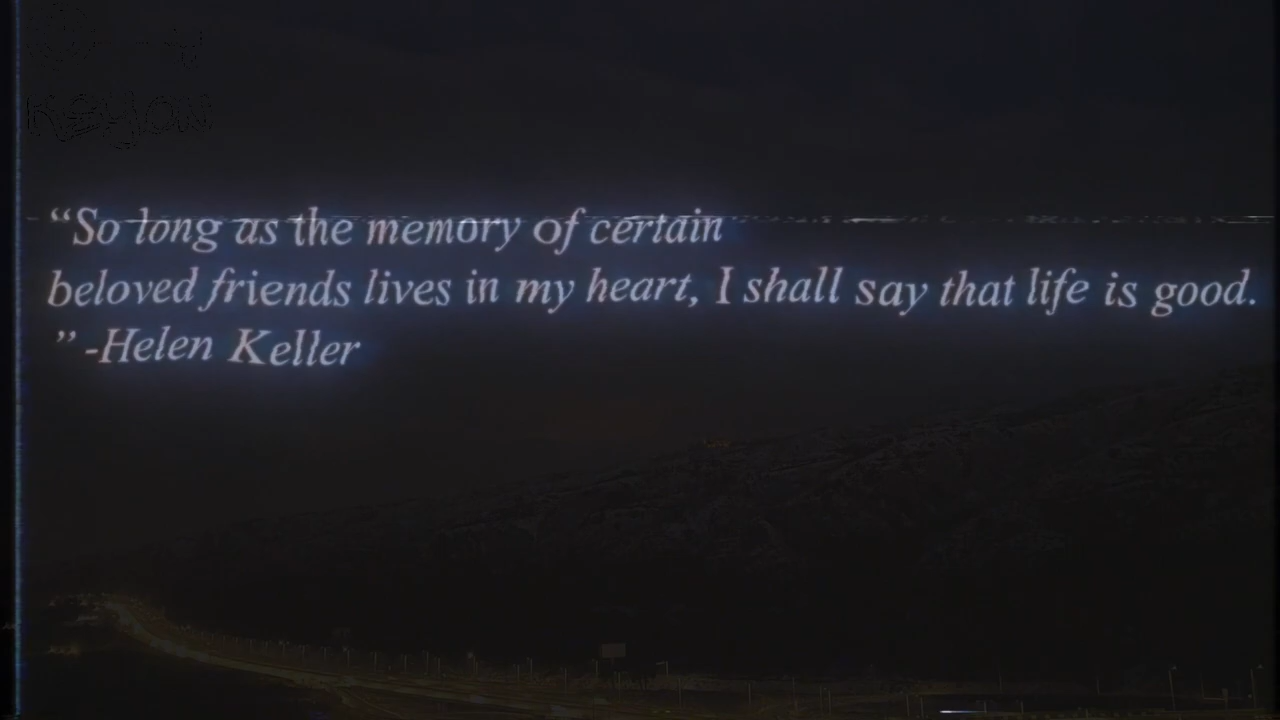 “So long as the memory of certain
beloved friends lives in my heart, I shall say that life is good.
” -Helen Keller